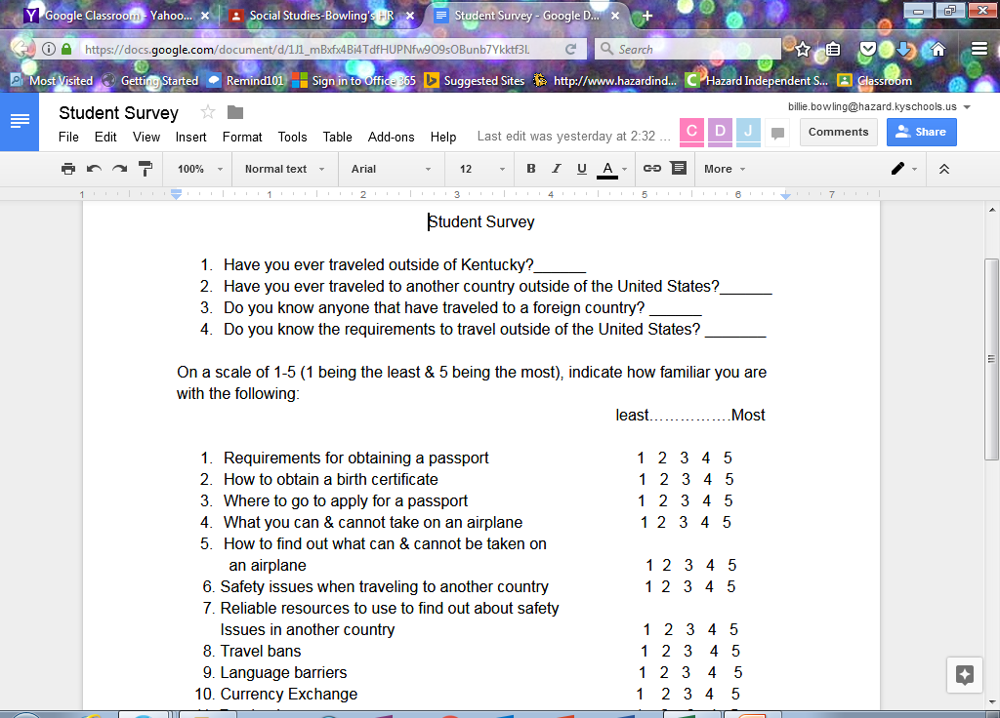 Google Classroom - Yahoo... Social Studies-Bowling's HR Student Survey - Google D...
https://docs.google.com/document/d/1J1_mBxfx4Bi4TdfHUPNfw9O9sOBunb7Ykktf3I. Search
Most Visited Getting Started Remind101 Sign in to Office 365 Suggested Sites http://www.hazardind... Hazard Independent S... Classroom
billie.bowling@hazard.kyschools.us
Student Survey
File Edit View Insert Format Tools Table Add-ons Help Last edit was yesterday at 2:32 ... C D J Comments Share
100% Normal text Arial 12 B I U A More
1 1 2 3 4 5 6 7
Student Survey
1. Have you ever traveled outside of Kentucky?______
2. Have you ever traveled to another country outside of the United States?______
3. Do you know anyone that have traveled to a foreign country? ______
4. Do you know the requirements to travel outside of the United States? _______
On a scale of 1-5 (1 being the least & 5 being the most), indicate how familiar you are
with the following:
least……………Most
1. Requirements for obtaining a passport 1 2 3 4 5
2. How to obtain a birth certificate 1 2 3 4 5
3. Where to go to apply for a passport 1 2 3 4 5
4. What you can & cannot take on an airplane 1 2 3 4 5
5. How to find out what can & cannot be taken on
an airplane 1 2 3 4 5
6. Safety issues when traveling to another country 1 2 3 4 5
7. Reliable resources to use to find out about safety
Issues in another country 1 2 3 4 5
8. Travel bans 1 2 3 4 5
9. Language barriers 1 2 3 4 5
10. Currency Exchange 1 2 3 4 5